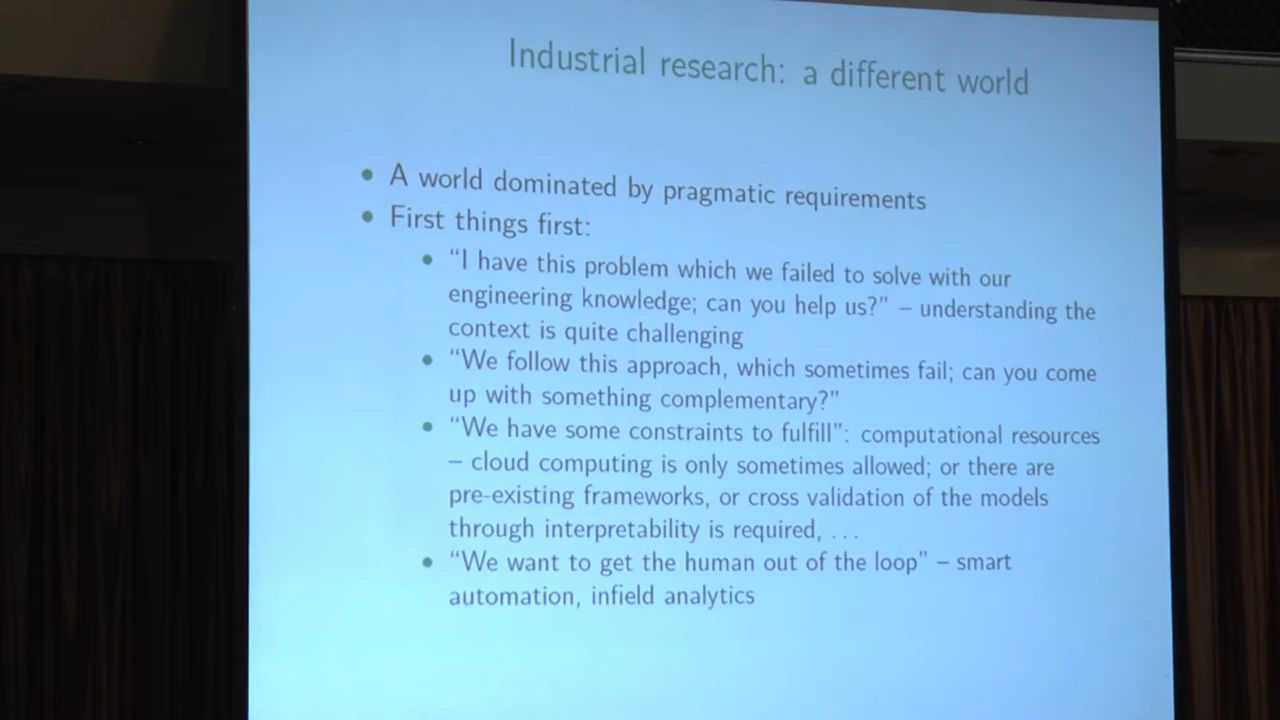 Industrial research: a different world
• A world dominated by pragmatic requirements
• First things first:
• “I have this problem which we failed to solve with our
engineering knowledge; can you help us?” – understanding the
context is quite challenging
• “We follow this approach, which sometimes fail; can you come
up with something complementary?”
• “We have some constraints to fulfill”: computational resources
– cloud computing is only sometimes allowed; or there are
pre-existing frameworks, or cross validation of the models
through interpretability is required, ...
• “We want to get the human out of the loop” – smart
automation, infield analytics